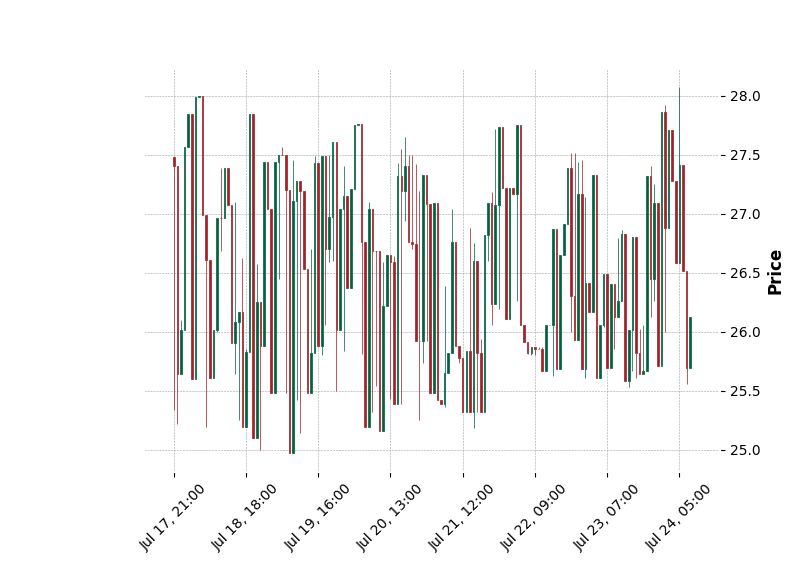 28.0
27.5
27.0
26.5
26.0
25.5
25.0
Price
Jul 17, 21:00
Jul 18, 18:00
Jul 19, 16:00
Jul 20, 13:00
Jul 21, 12:00
Jul 22, 09:00
Jul 23, 07:00
Jul 24, 05:00